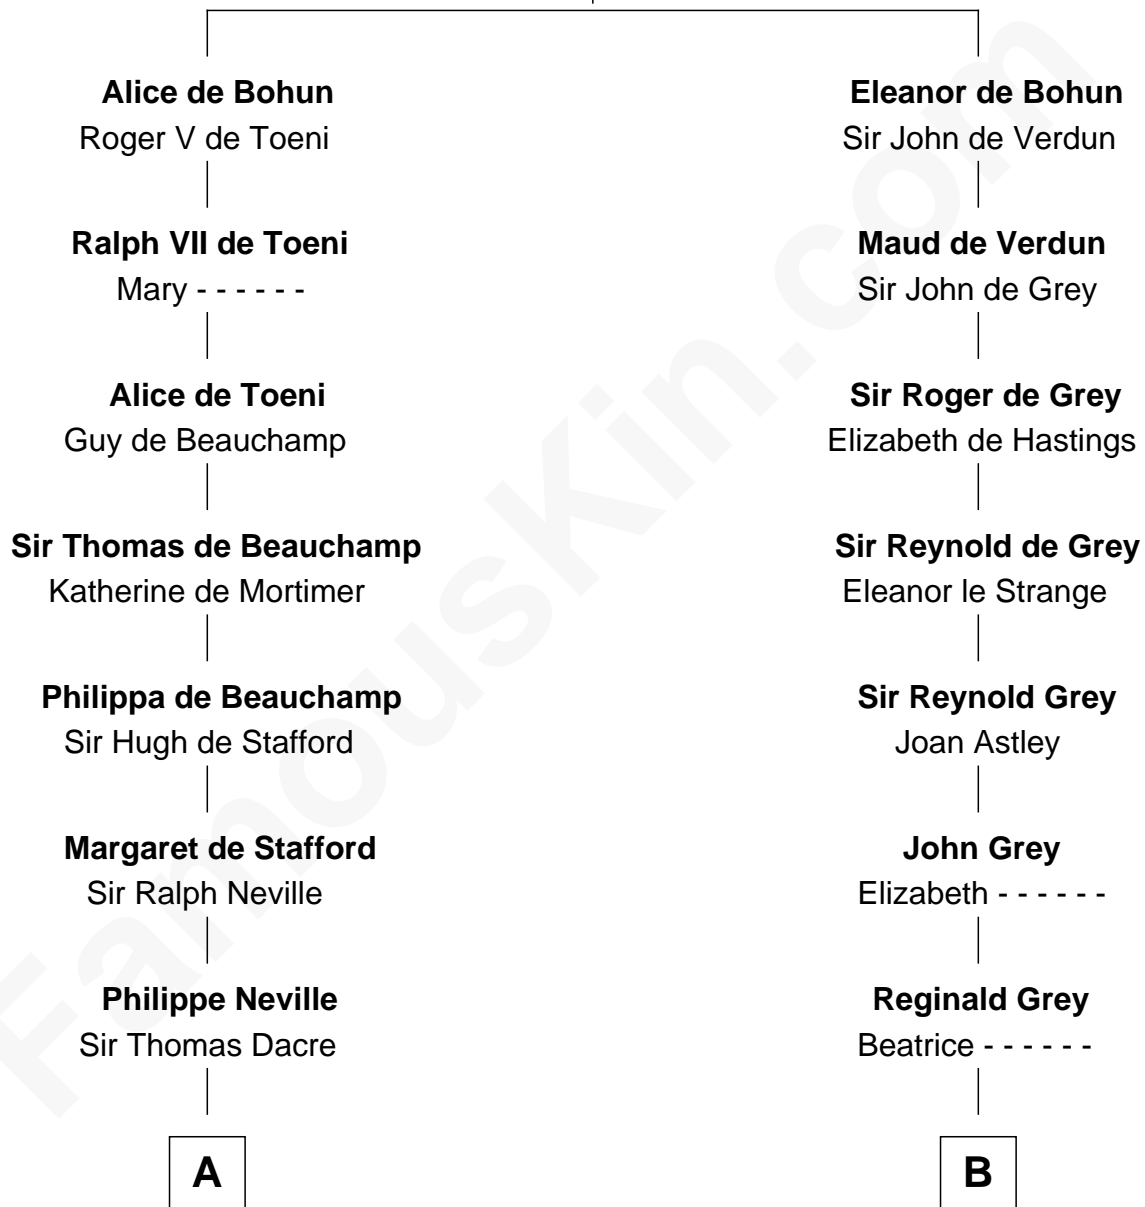 Alice de Bohun
Roger V de Toeni
Ralph VII de Toeni
Mary - - - - - -
Alice de Toeni
Guy de Beauchamp
Sir Thomas de Beauchamp
Katherine de Mortimer
Philippa de Beauchamp
Sir Hugh de Stafford
Margaret de Stafford
Sir Ralph Neville
Philippe Neville
Sir Thomas Dacre
A
Eleanor de Bohun
Sir John de Verdun
Maud de Verdun
Sir John de Grey
Sir Roger de Grey
Elizabeth de Hastings
Sir Reynold de Grey
Eleanor le Strange
Sir Reynold Grey
Joan Astley
John Grey
Elizabeth - - - - - -
Reginald Grey
Beatrice - - - - - -
B
FamousKin.com